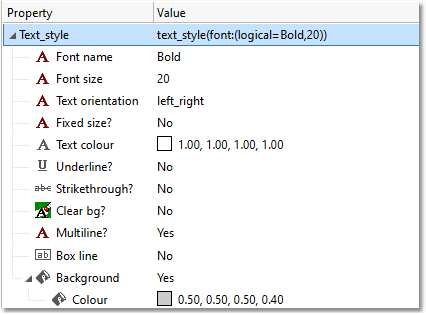 Property Value
Text_style text_style(font:(logical=Bold,20))
A Font name Bold
A Font size 20
A Text orientation left_right
A Fixed size? No
A Text colour 1.00, 1.00, 1.00, 1.00
U Underline? No
abc Strikethrough? No
A Clear bg? No
A Multiline? Yes
ab Box line No
Background Yes
Colour 0.50, 0.50, 0.50, 0.40